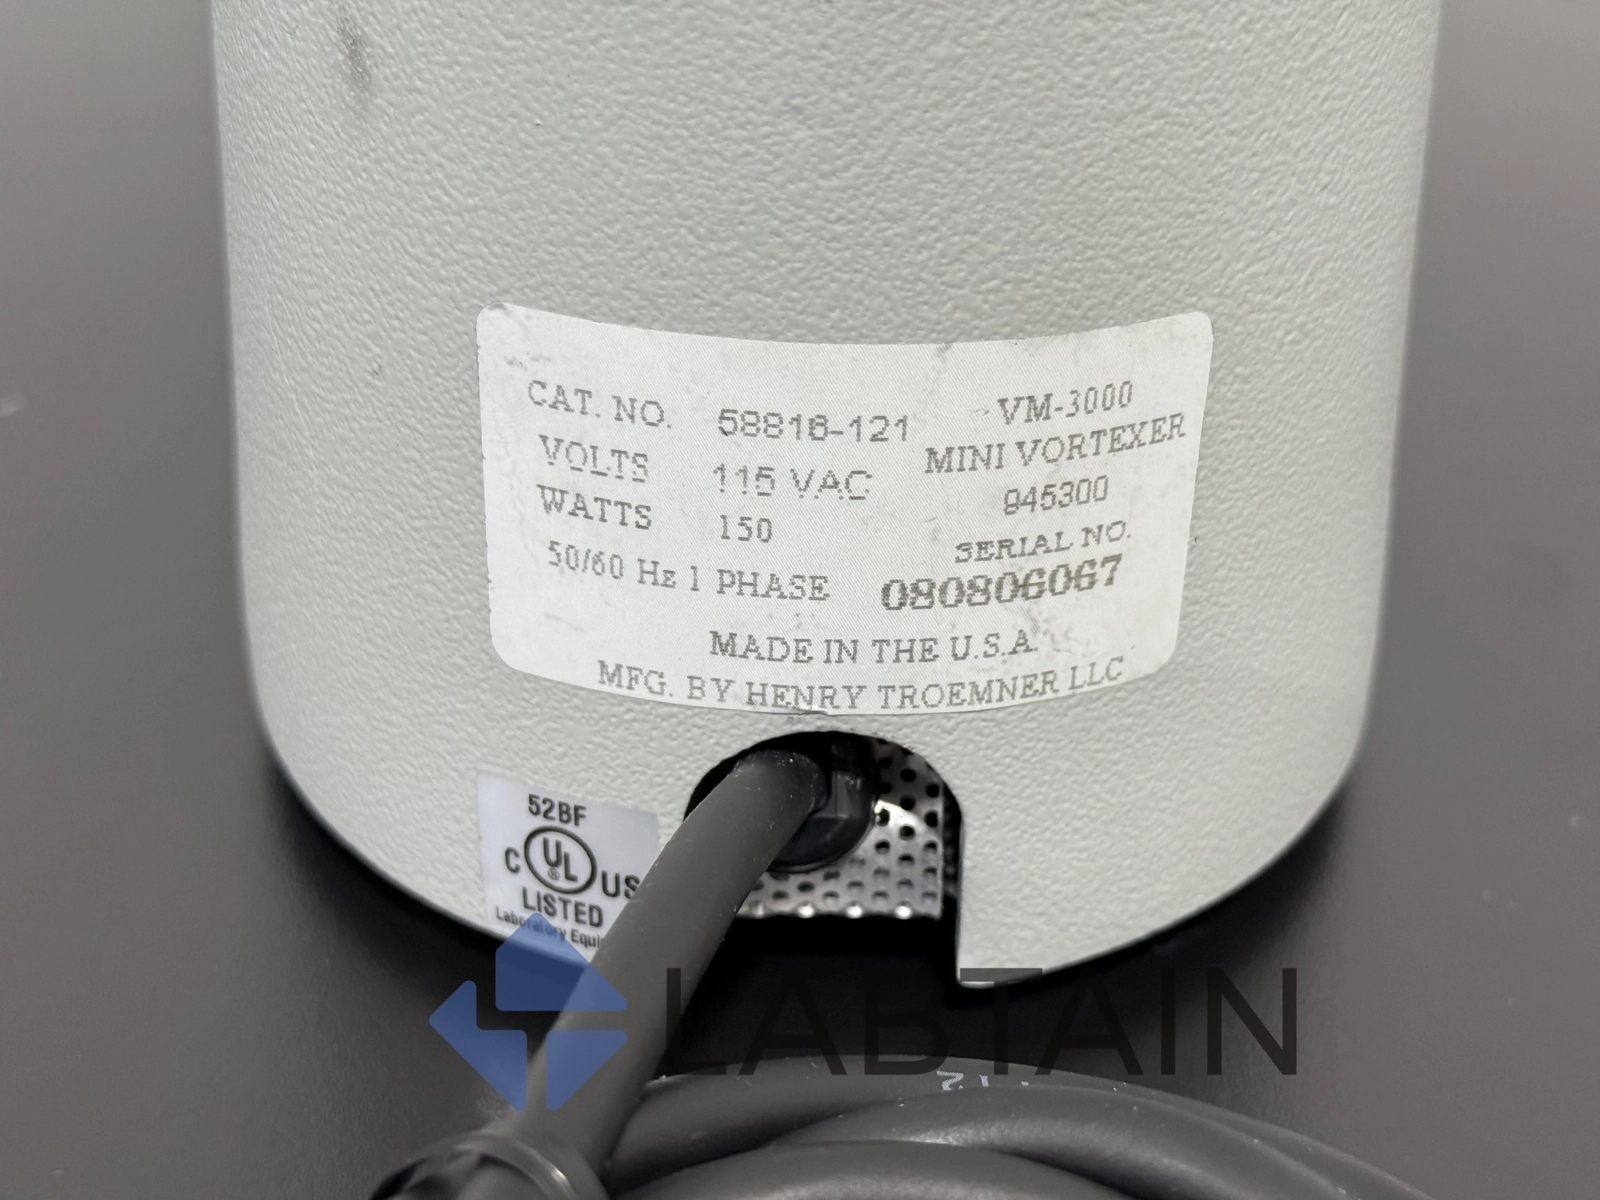 CAT. NO. 58816-121
VOLTS 115 VAC
WATTS 150
50/60 Hz 1 PHASE
VM-3000
MINI VORTEXER
945300
SERIAL NO.
080806067
MADE IN THE U.S.A.
MFG. BY HENRY TROEMNER LLC
52BF
C UL ® US
LISTED
Laboratory
LABTAIN